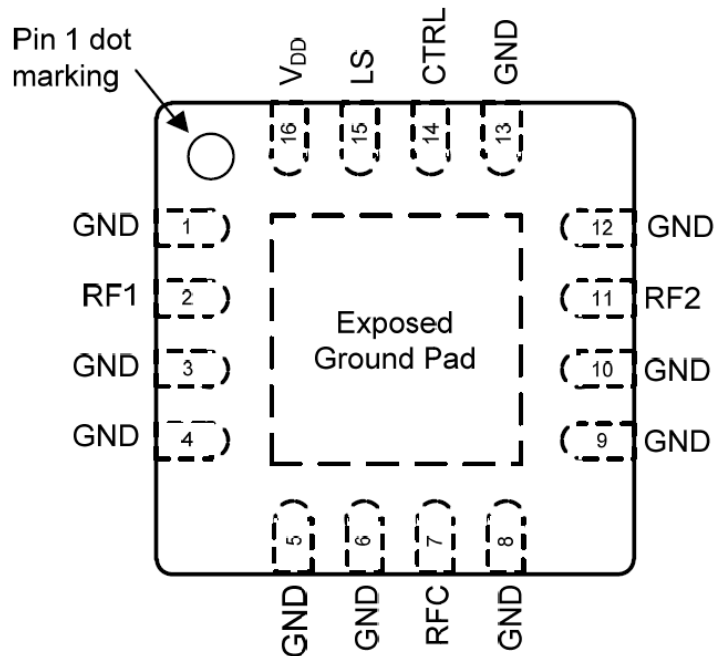 Pin 1 dot
marking
V_DD
LS
CTRL
GND
16
15
14
13
GND 1
RF1 2
GND 3
GND 4
12 GND
11 RF2
10 GND
9 GND
Exposed
Ground Pad
5
6
7
8
GND
GND
RFC
GND